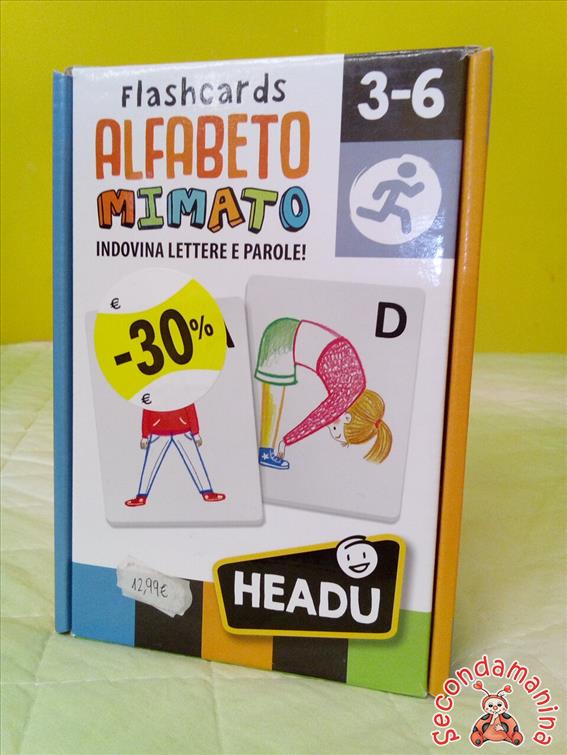 Flashcards
3-6
ALFABETO
MIMATO
INDOVINA LETTERE E PAROLE!
€
-30%
€
D
12,99€
HEADU
Secondamanina